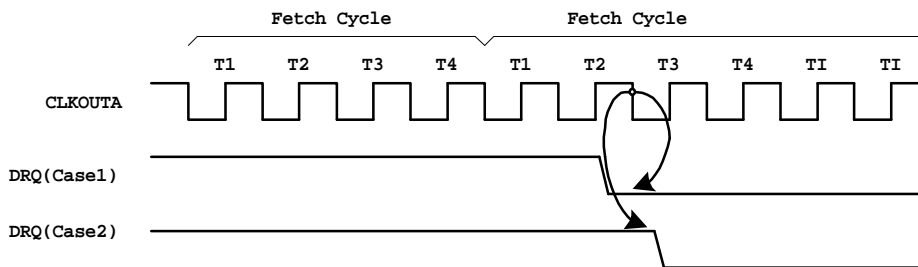 Fetch Cycle Fetch Cycle
T1 T2 T3 T4 T1 T2 T3 T4 TI TI
CLKOUTA
DRQ(Case1)
DRQ(Case2)